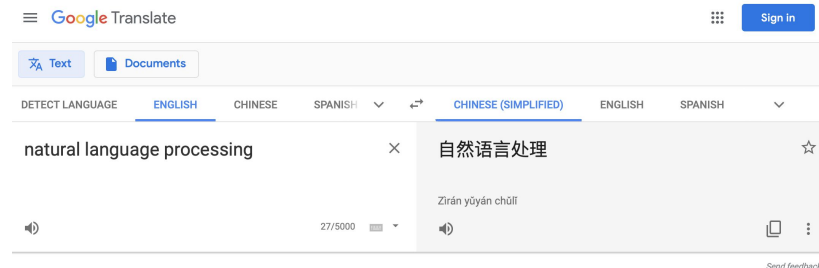 Google Translate
Sign in
Text
Documents
DETECT LANGUAGE ENGLISH CHINESE SPANISH CHINESE (SIMPLIFIED) ENGLISH SPANISH
natural language processing
自然语言处理
Zìrán yǔyán chǔlǐ
27/5000
Send feedback